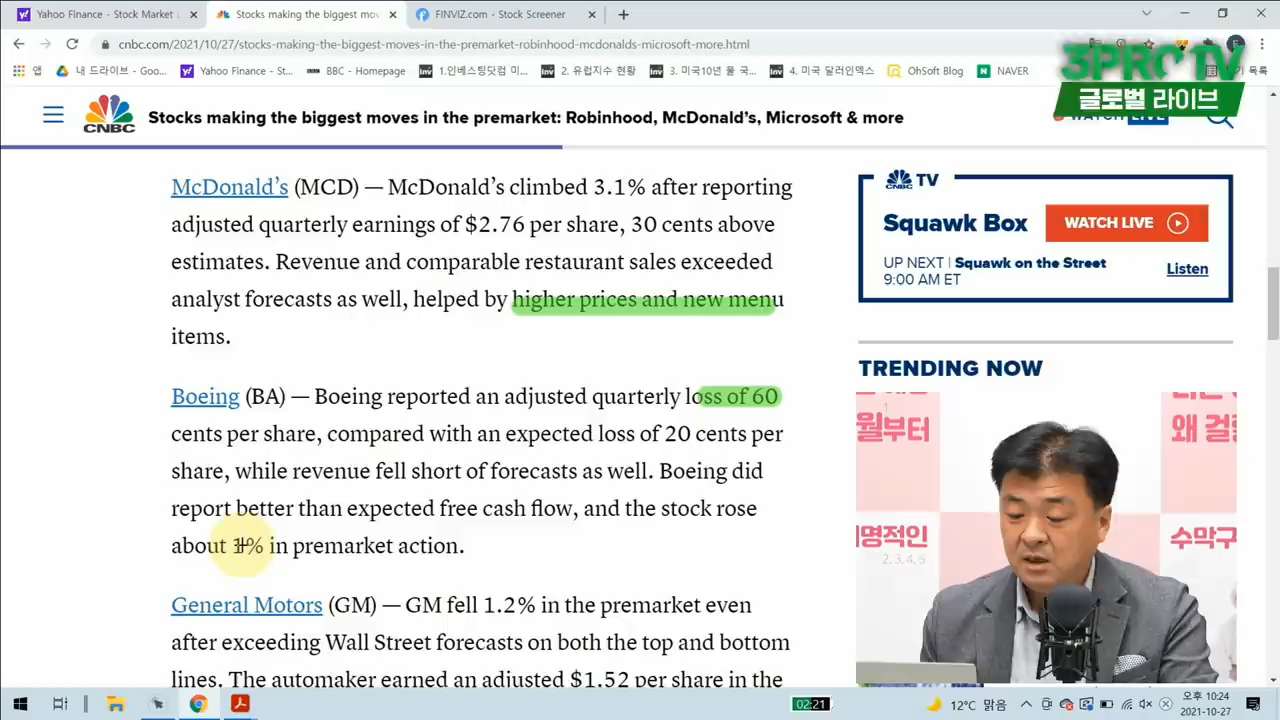 Yahoo Finance - Stock Market
Stocks making the biggest moves
FINVIZ.com - Stock Screener
cnbc.com/2021/10/27/stocks-making-the-biggest-moves-in-the-premarket-robinhood-mcdonalds-microsoft-more.html
앱
내 드라이브 - Goo...
Yahoo Finance - St...
BBC - Homepage
1.인베스팅닷컴 미...
2. 유럽지수 현황
3. 미국10년 물 국...
4. 미국 달러인덱스
OhSoft Blog
NAVER
목록
3PROTV
글로벌 라이브
CNBC
Stocks making the biggest moves in the premarket: Robinhood, McDonald's, Microsoft & more
WATCH LIVE
McDonald's (MCD) — McDonald's climbed 3.1% after reporting
adjusted quarterly earnings of $2.76 per share, 30 cents above
estimates. Revenue and comparable restaurant sales exceeded
analyst forecasts as well, helped by higher prices and new menu
items.
Boeing (BA) — Boeing reported an adjusted quarterly loss of 60
cents per share, compared with an expected loss of 20 cents per
share, while revenue fell short of forecasts as well. Boeing did
report better than expected free cash flow, and the stock rose
about 1% in premarket action.
General Motors (GM) — GM fell 1.2% in the premarket even
after exceeding Wall Street forecasts on both the top and bottom
lines. The automaker earned an adjusted $1.52 per share in the
CNBC TV
Squawk Box
WATCH LIVE
UP NEXT | Squawk on the Street
9:00 AM ET
Listen
TRENDING NOW
월부터
왜 걸
명적인
2,3,4,5
수막구
02:21
12℃ 맑음
오후 10:24
2021-10-27